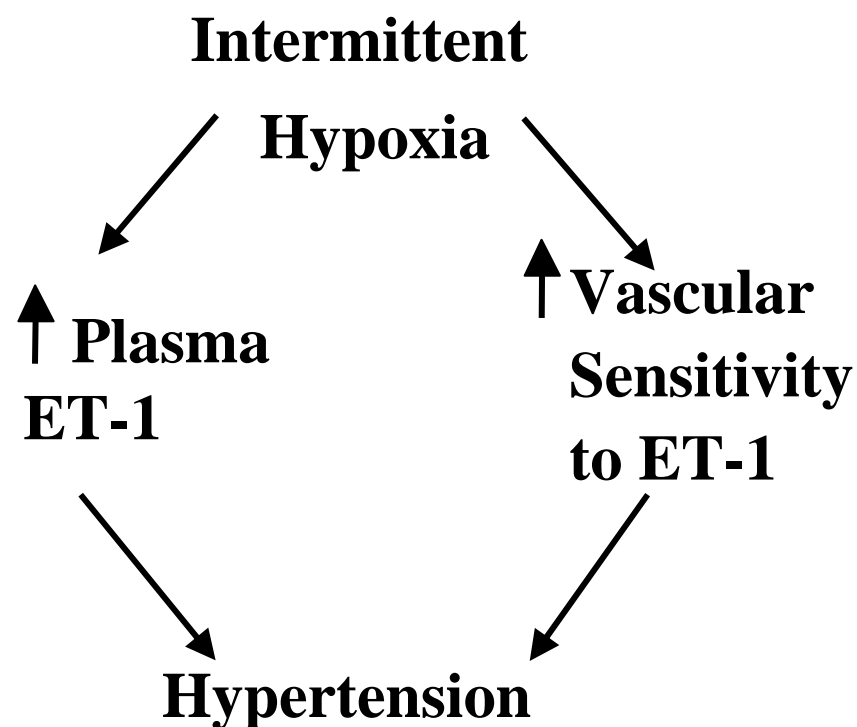 Intermittent
Hypoxia
Plasma
ET-1
Vascular
Sensitivity
to ET-1
Hypertension